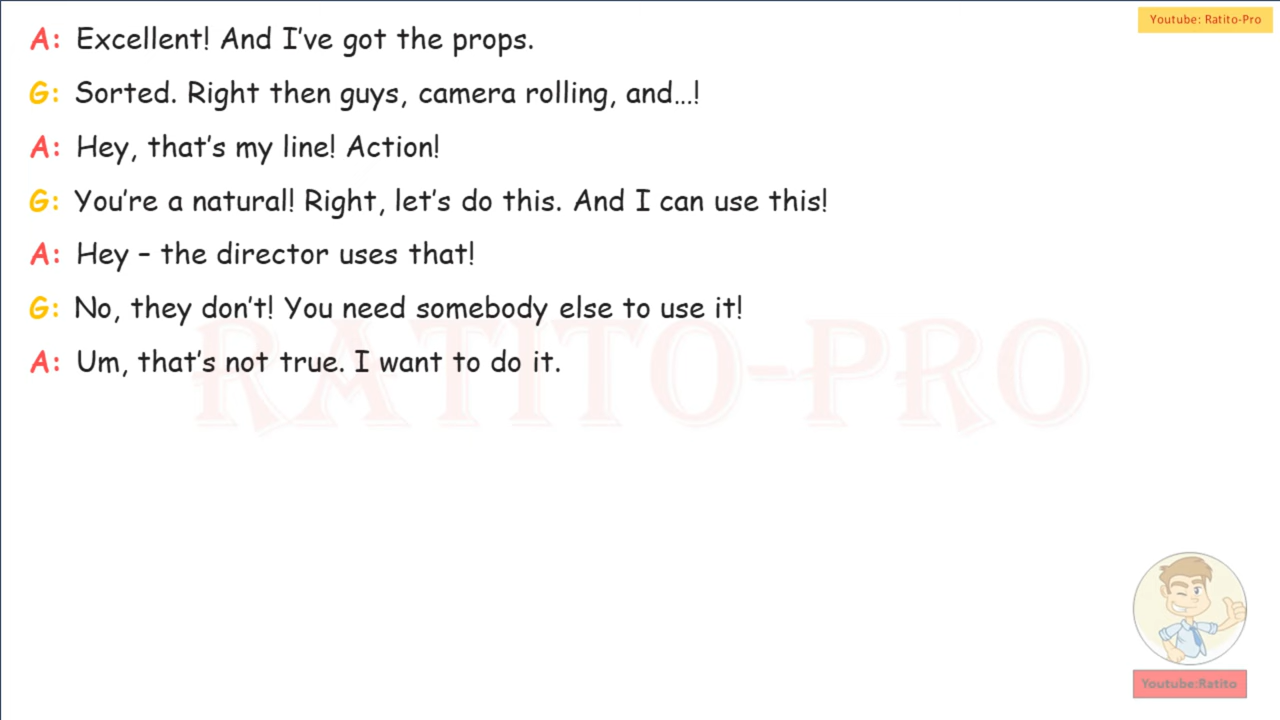 Youtube: Ratito-Pro
A: Excellent! And I’ve got the props.
G: Sorted. Right then guys, camera rolling, and…!
A: Hey, that’s my line! Action!
G: You’re a natural! Right, let’s do this. And I can use this!
A: Hey – the director uses that!
G: No, they don’t! You need somebody else to use it!
A: Um, that’s not true. I want to do it.
RATITO-PRO
Youtube:Ratito